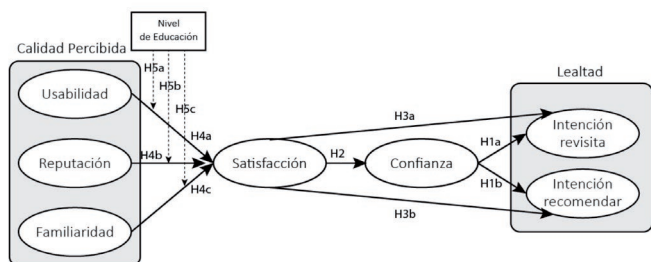 Nivel
de Educación
Calidad Percibida
H5a
H5b
H5c
Usabilidad
Reputación
Familiaridad
H4a
H4b
H4c
Satisfacción
H2
Confianza
H3a
H3b
H1a
H1b
Lealtad
Intención
revisita
Intención
recomendar